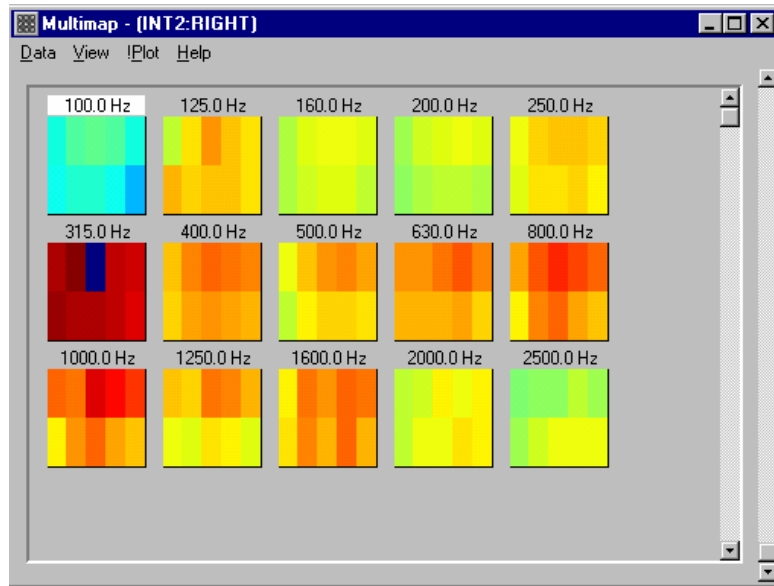 Multimap - (INT2:RIGHT)
Data View !Plot Help
100.0 Hz 125.0 Hz 160.0 Hz 200.0 Hz 250.0 Hz
315.0 Hz 400.0 Hz 500.0 Hz 630.0 Hz 800.0 Hz
1000.0 Hz 1250.0 Hz 1600.0 Hz 2000.0 Hz 2500.0 Hz